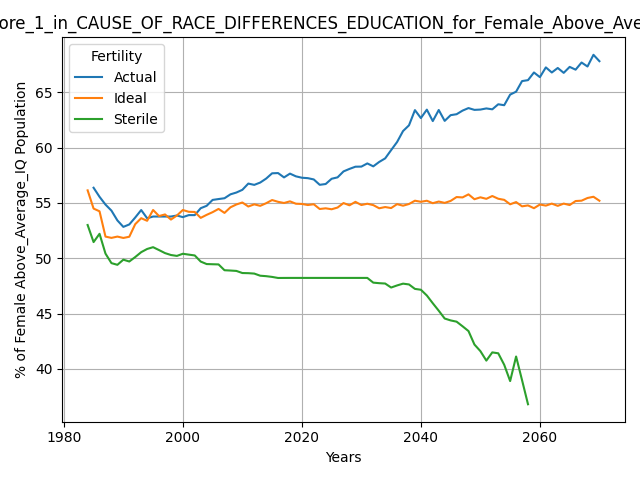 ore_1_in_CAUSE_OF_RACE_DIFFERENCES_EDUCATION_for_Female_Above_Ave
Fertility
Actual
Ideal
Sterile
% of Female Above_Average_IQ Population
65
60
55
50
45
40
1980
2000
2020
2040
2060
Years